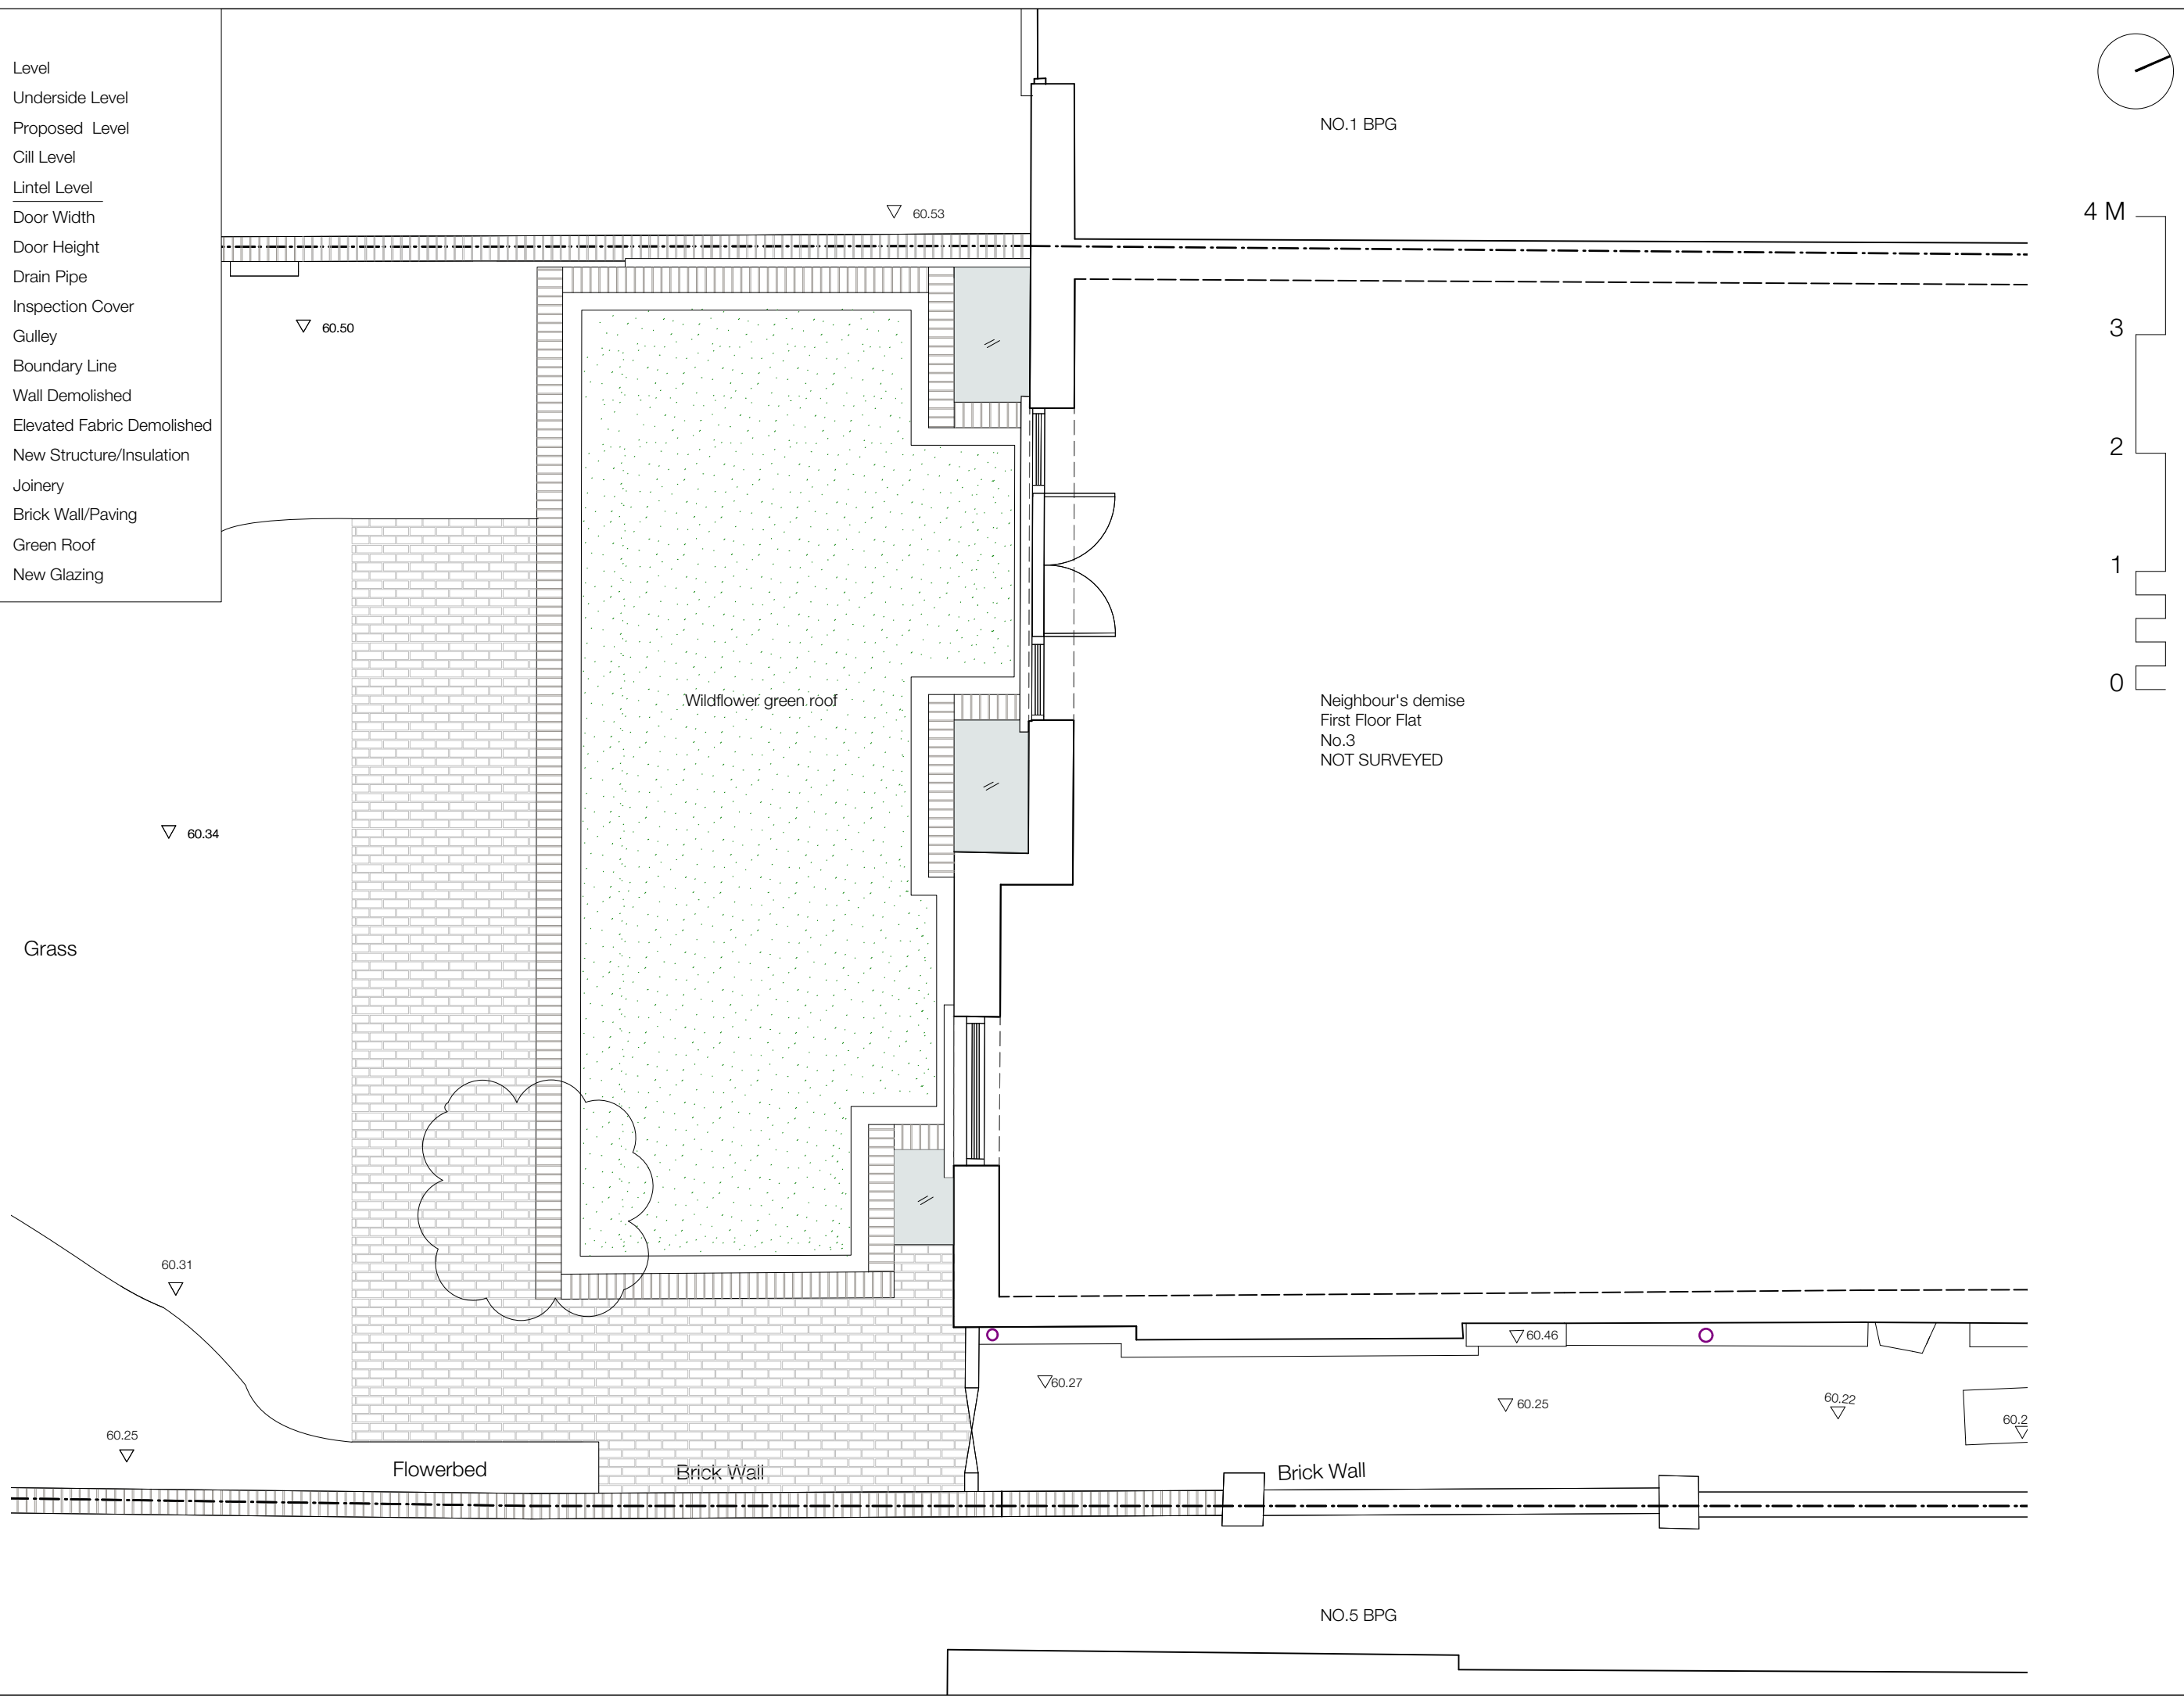 Level
Underside Level
Proposed Level
Cill Level
Lintel Level
Door Width
Door Height
Drain Pipe
Inspection Cover
Gulley
Boundary Line
Wall Demolished
Elevated Fabric Demolished
New Structure/Insulation
Joinery
Brick Wall/Paving
Green Roof
New Glazing
NO.1 BPG
60.53
60.50
4 M
3
2
1
0
Wildflower green roof
Neighbour's demise
First Floor Flat
No.3
NOT SURVEYED
60.34
Grass
60.31
60.46
60.27
60.25
60.22
60.2
60.25
Flowerbed
Brick Wall
Brick Wall
NO.5 BPG